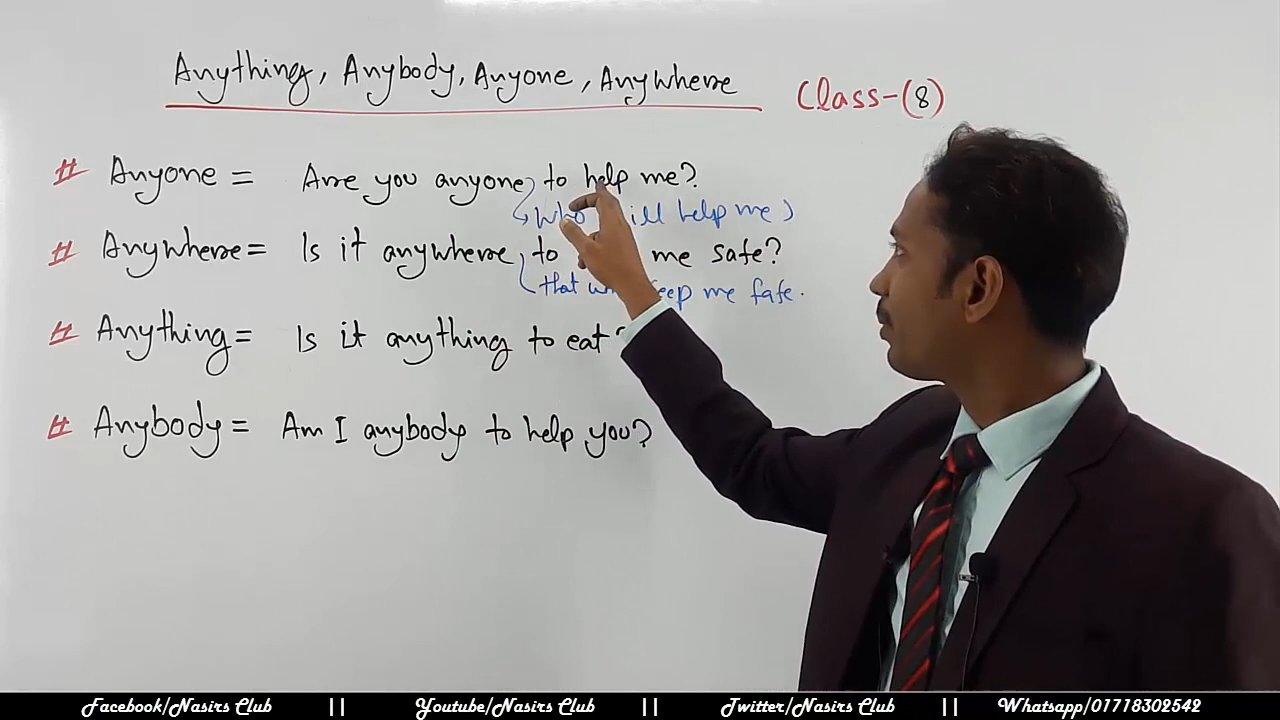 Anything, Anybody, Anyone, Anywhere
Class-(8)
# Anyone = Are you anyone to help me?
who ill help me)
# Anywhere = Is it anywhere to me safe?
that eep me fafe.
# Anything = Is it anything to eat?
# Anybody = Am I anybody to help you?
Facebook/Nasirs Club || Youtube/Nasirs Club || Twitter/Nasirs Club || Whatsapp/01718302542